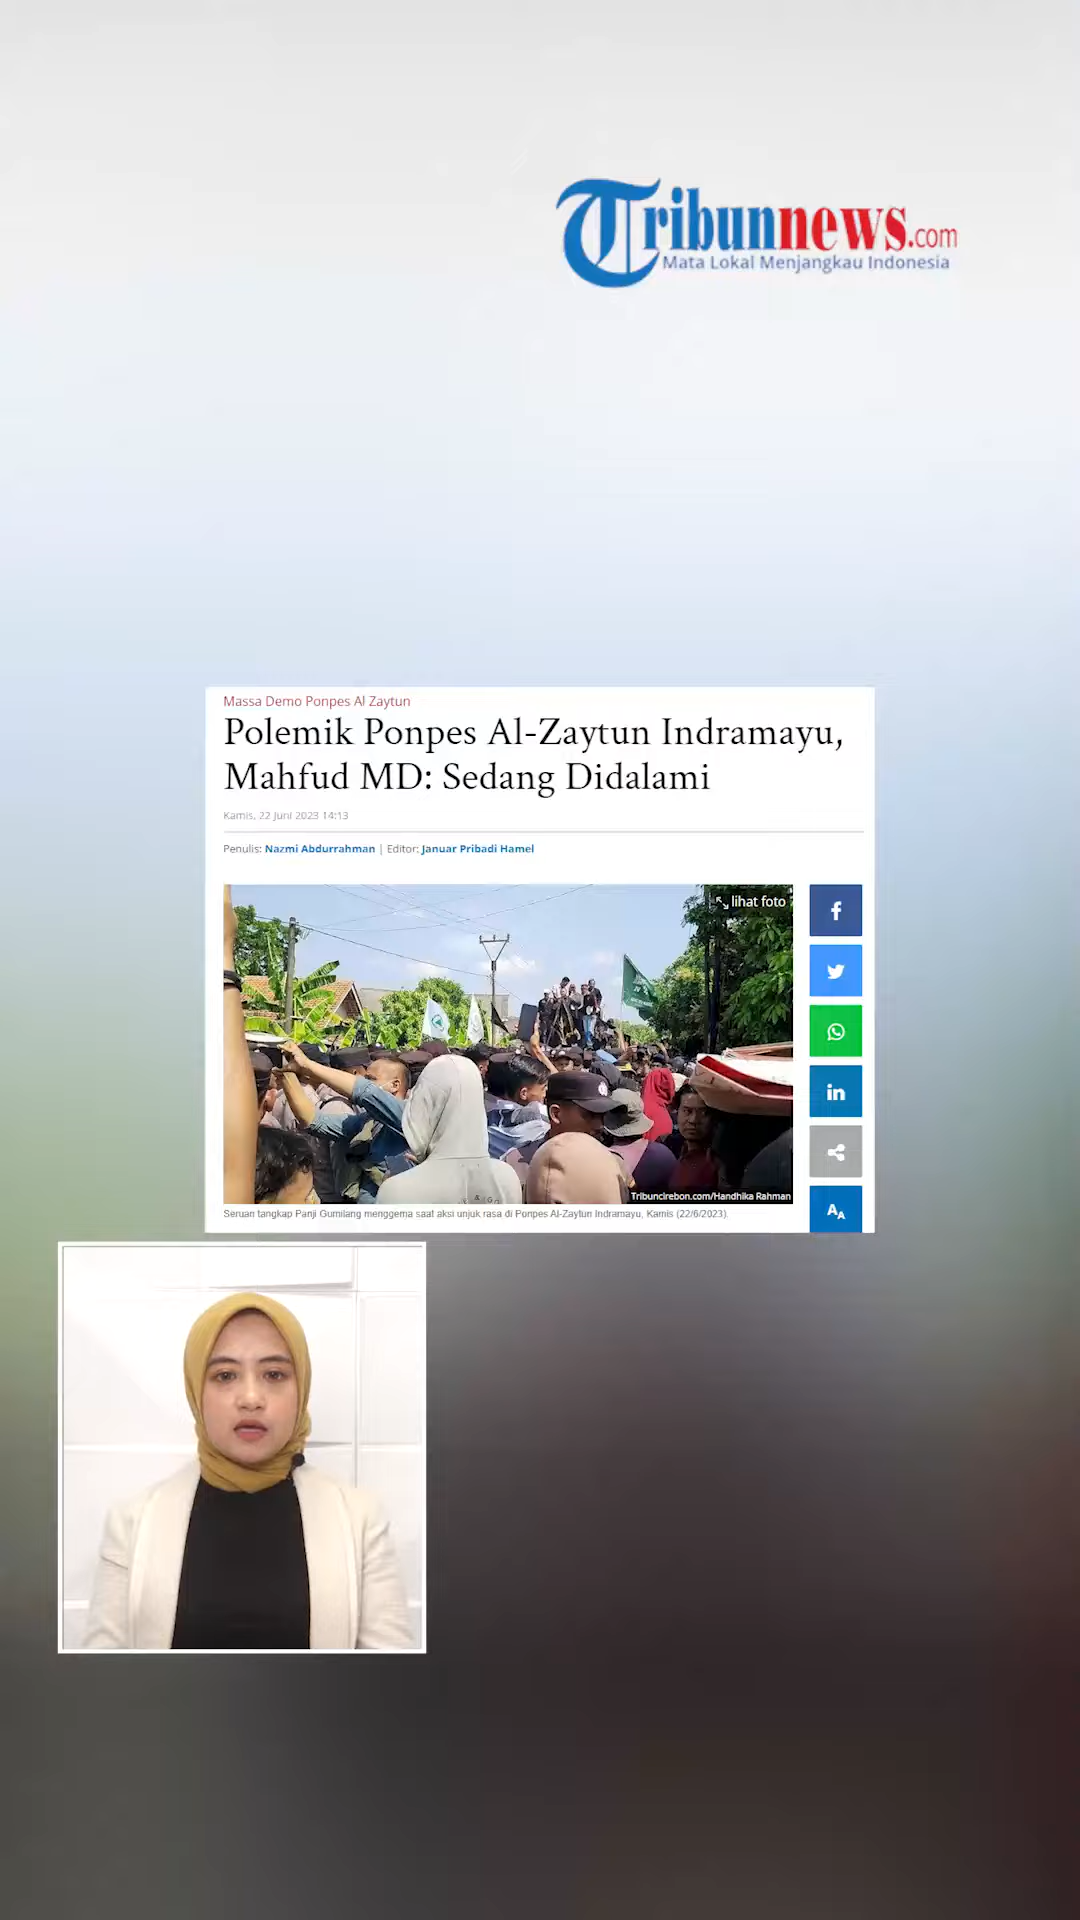 Tribunnews.com
Mata Lokal Menjangkau Indonesia
Massa Demo Ponpes Al Zaytun
Polemik Ponpes Al-Zaytun Indramayu,
Mahfud MD: Sedang Didalami
Kamis, 22 Juni 2023 14:13
Penulis: Nazmi Abdurrahman | Editor: Januar Pribadi Hamel
lihat foto
Tribuncirebon.com/Handhika Rahman
Seruan tangkap Panji Gumilang menggema saat aksi unjuk rasa di Ponpes Al-Zaytun Indramayu, Kamis (22/6/2023).
f
in
AA